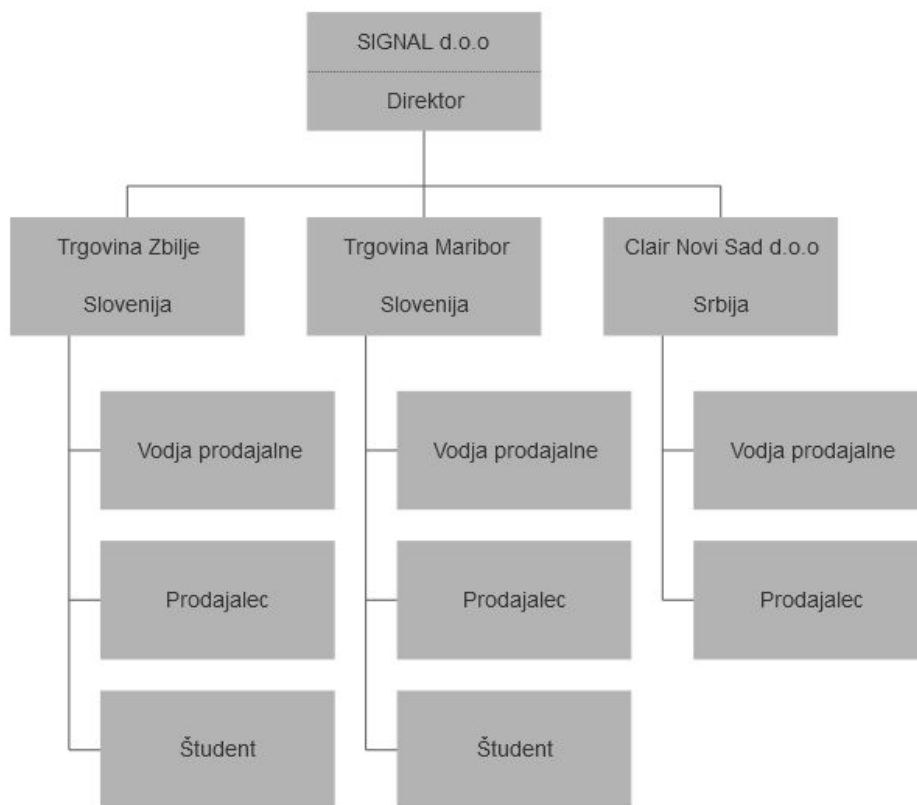 SIGNAL d.o.o
Direktor
Trgovina Zbilje
Slovenija
Trgovina Maribor
Slovenija
Clair Novi Sad d.o.o
Srbija
Vodja prodajalne
Vodja prodajalne
Vodja prodajalne
Prodajalec
Prodajalec
Prodajalec
Študent
Študent